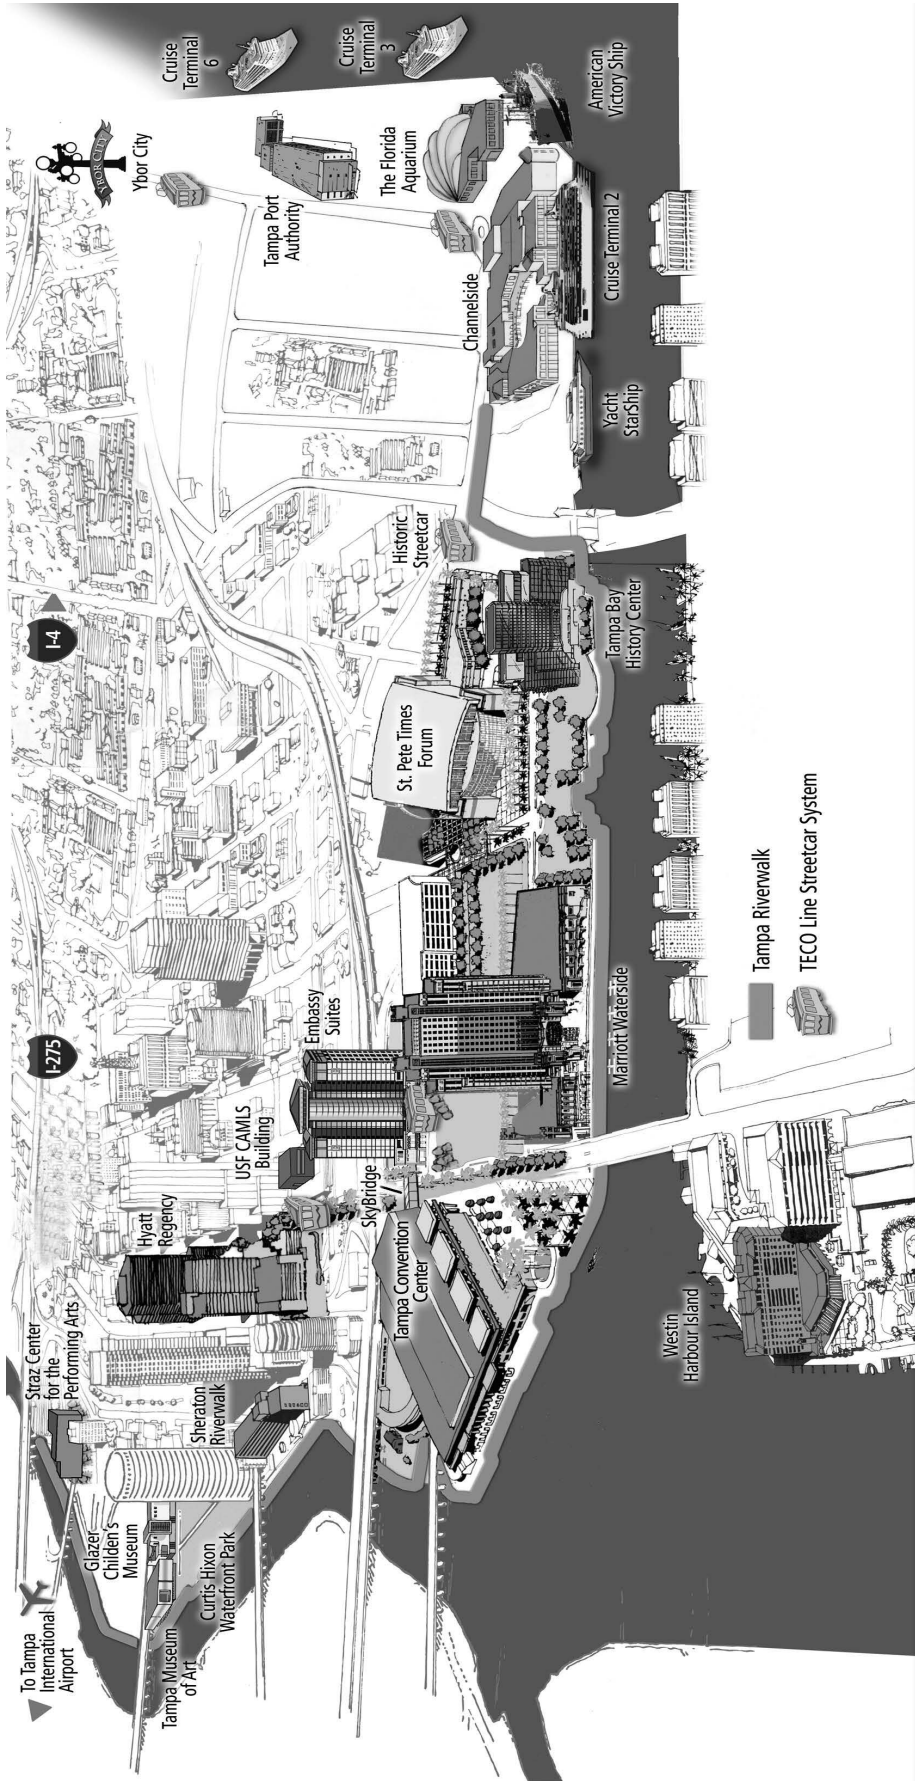 To Tampa
International
Airport
Tampa Museum
of Art
Glazer
Childen's
Museum
Curtis Hixon
Waterfront Park
Straz Center
for the
Performing Arts
Sheraton
Riverwalk
Hyatt
Regency
Tampa Convention
Center
SkyBridge
USF CAMLS
Building
Embassy
Suites
I-275
Marriott Waterside
Westin
Harbour Island
St. Pete Times
Forum
I-4
Tampa Bay
History Center
Historic
Streetcar
Channelside
Yacht
StarShip
Cruise Terminal 2
Tampa Port
Authority
The Florida
Aquarium
American
Victory Ship
YBOR CITY
Ybor City
Cruise
Terminal
6
Cruise
Terminal
3
Tampa Riverwalk
TECO Line Streetcar System